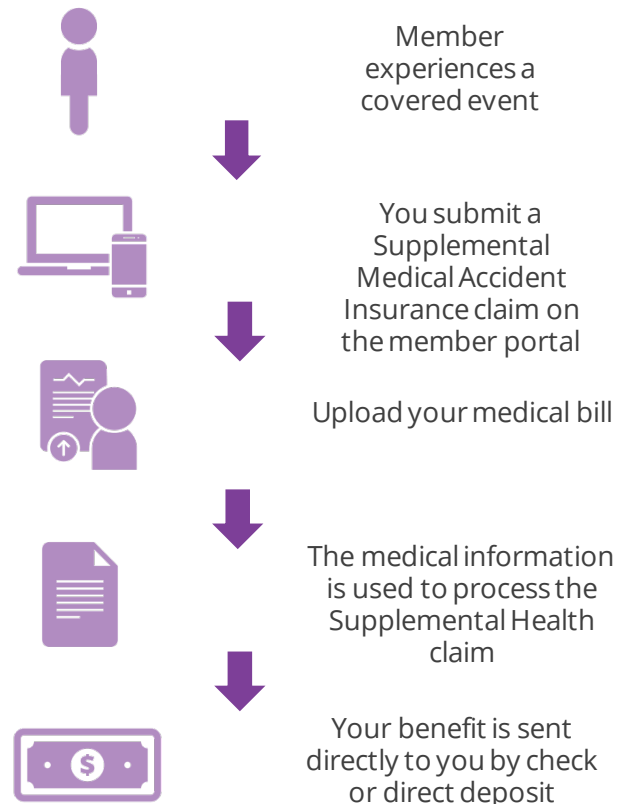 Member
experiences a
covered event
You submit a
Supplemental
Medical Accident
Insurance claim on
the member portal
Upload your medical bill
The medical information
is used to process the
Supplemental Health
claim
$
Your benefit is sent
directly to you by check
or direct deposit